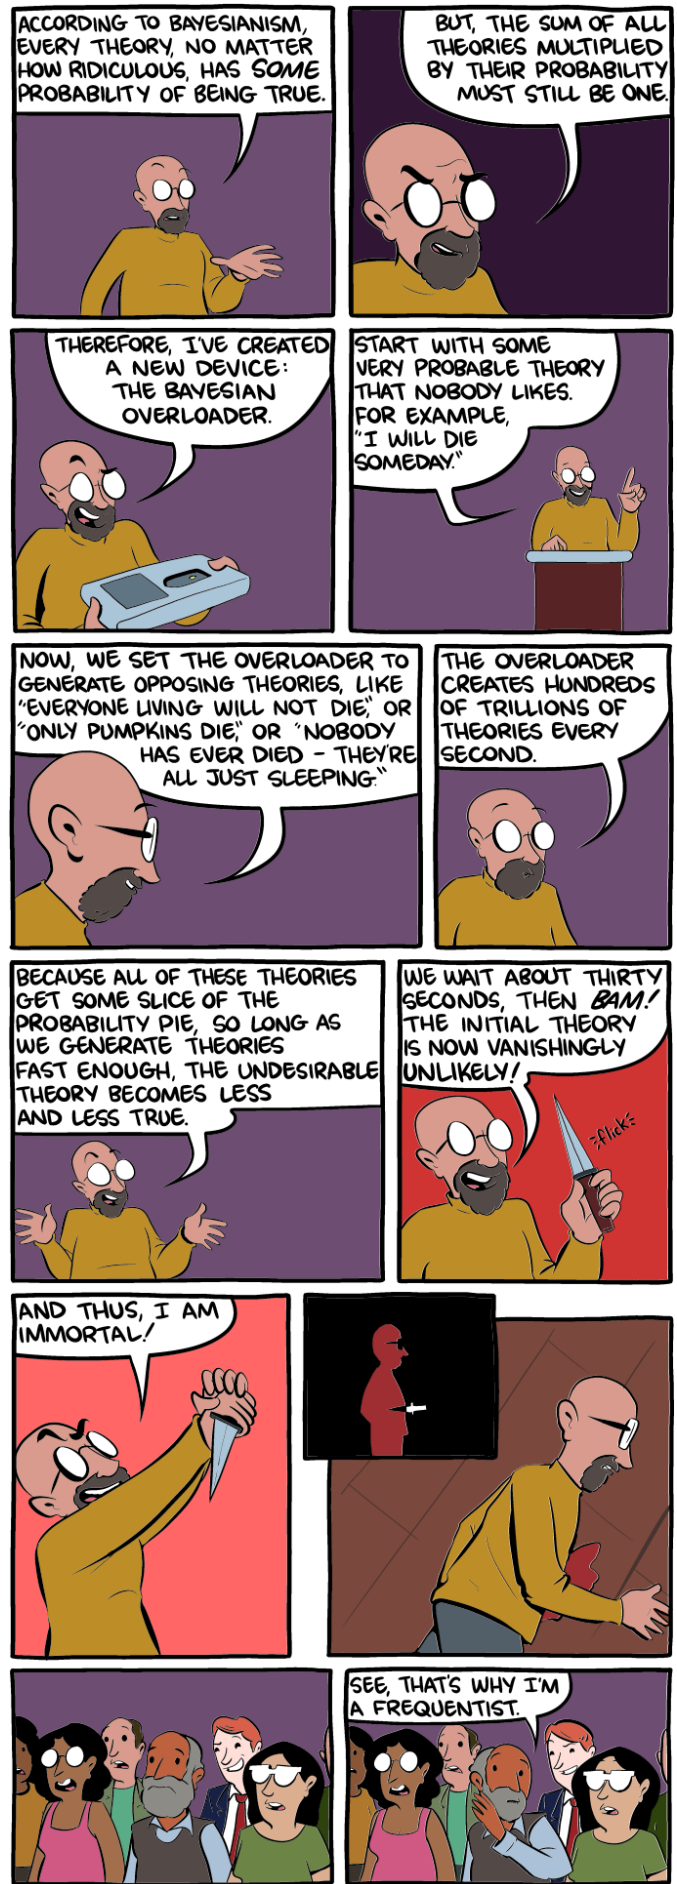 ACCORDING TO BAYESIANISM,
EVERY THEORY, NO MATTER
HOW RIDICULOUS, HAS SOME
PROBABILITY OF BEING TRUE.
BUT, THE SUM OF ALL
THEORIES MULTIPLIED
BY THEIR PROBABILITY
MUST STILL BE ONE.
THEREFORE, I'VE CREATED
A NEW DEVICE:
THE BAYESIAN
OVERLOADER.
START WITH SOME
VERY PROBABLE THEORY
THAT NOBODY LIKES.
FOR EXAMPLE,
"I WILL DIE
SOMEDAY."
NOW, WE SET THE OVERLOADER TO
GENERATE OPPOSING THEORIES, LIKE
"EVERYONE LIVING WILL NOT DIE," OR
"ONLY PUMPKINS DIE," OR "NOBODY
HAS EVER DIED - THEY'RE
ALL JUST SLEEPING."
THE OVERLOADER
CREATES HUNDREDS
OF TRILLIONS OF
THEORIES EVERY
SECOND.
BECAUSE ALL OF THESE THEORIES
GET SOME SLICE OF THE
PROBABILITY PIE, SO LONG AS
WE GENERATE THEORIES
FAST ENOUGH, THE UNDESIRABLE
THEORY BECOMES LESS
AND LESS TRUE.
WE WAIT ABOUT THIRTY
SECONDS, THEN BAM!
THE INITIAL THEORY
IS NOW VANISHINGLY
UNLIKELY!
flick
AND THUS, I AM
IMMORTAL!
SEE, THAT'S WHY I'M
A FREQUENTIST.